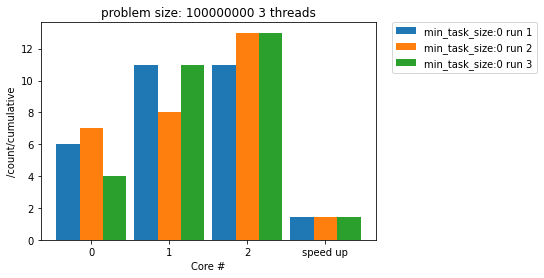 problem size: 100000000 3 threads
min_task_size:0 run 1
min_task_size:0 run 2
min_task_size:0 run 3
/count/cumulative
12
10
8
6
4
2
0
0 1 2 speed up
Core #